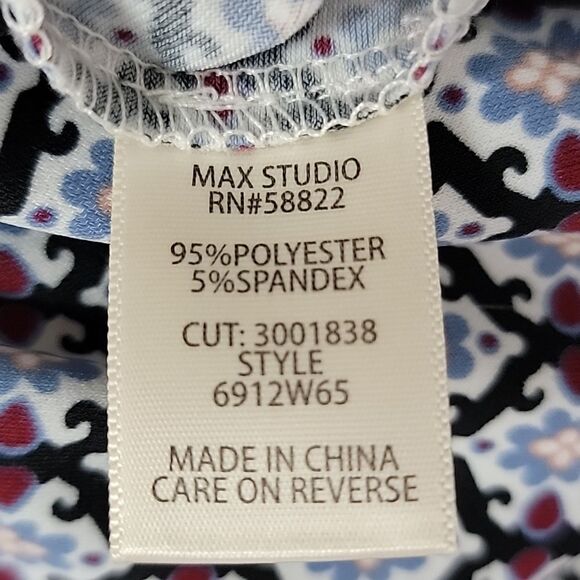 MAX STUDIO
RN#58822
95%POLYESTER
5%SPANDEX
CUT: 3001838
STYLE
6912W65
MADE IN CHINA
CARE ON REVERSE